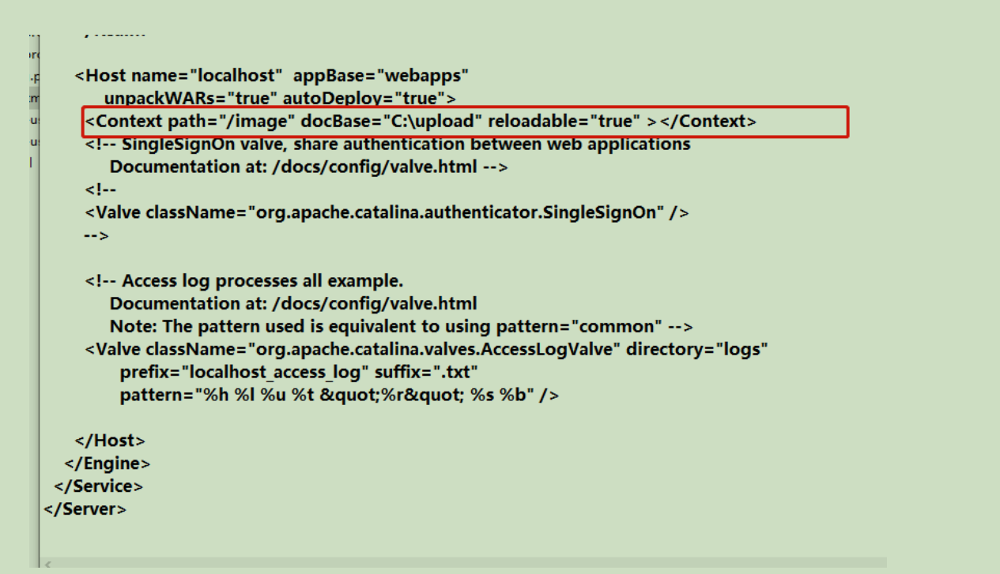 <Host name="localhost"  appBase="webapps"
unpackWARs="true" autoDeploy="true">
<Context path="/image" docBase="C:\upload" reloadable="true" ></Context>
<!-- SingleSignOn valve, share authentication between web applications
Documentation at: /docs/config/valve.html -->
<!--
<Valve className="org.apache.catalina.authenticator.SingleSignOn" />
-->
<!-- Access log processes all example.
Documentation at: /docs/config/valve.html
Note: The pattern used is equivalent to using pattern="common" -->
<Valve className="org.apache.catalina.valves.AccessLogValve" directory="logs"
prefix="localhost_access_log" suffix=".txt"
pattern="%h %l %u %t &quot;%r&quot; %s %b" />
</Host>
</Engine>
</Service>
</Server>